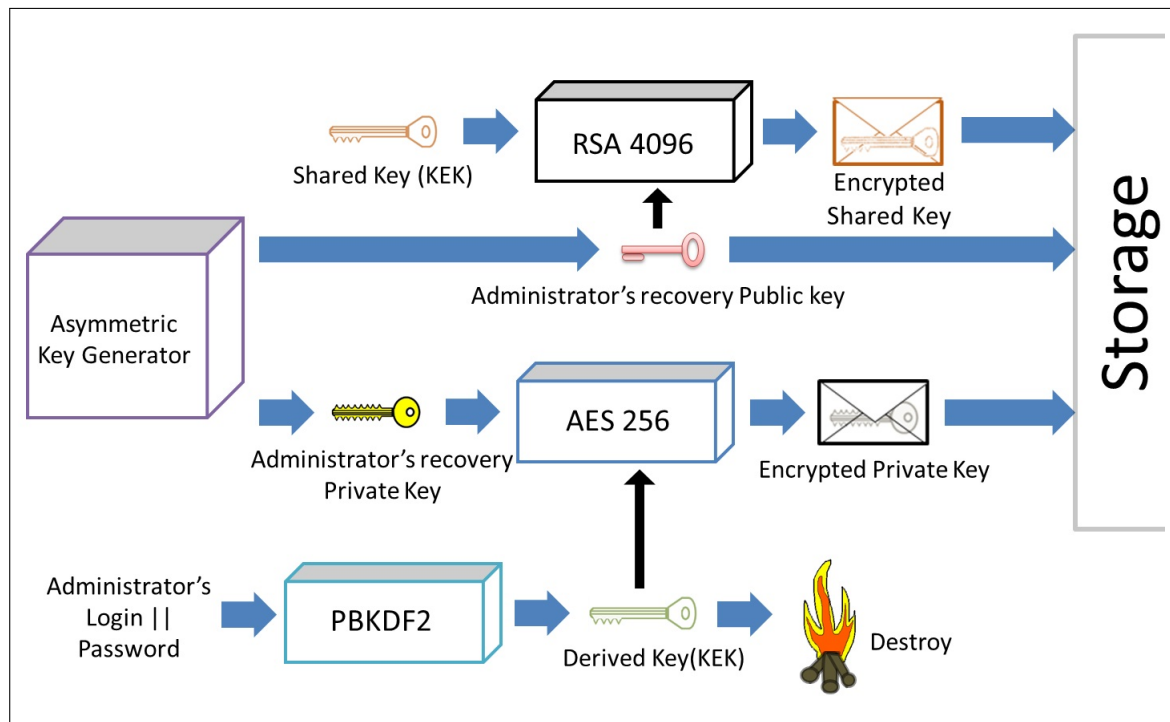 RSA 4096
Shared Key (KEK)
Encrypted
Shared Key
Storage
Asymmetric
Key Generator
Administrator's recovery Public key
AES 256
Administrator's recovery
Private Key
Encrypted Private Key
Administrator's
Login ||
Password
PBKDF2
Derived Key(KEK)
Destroy